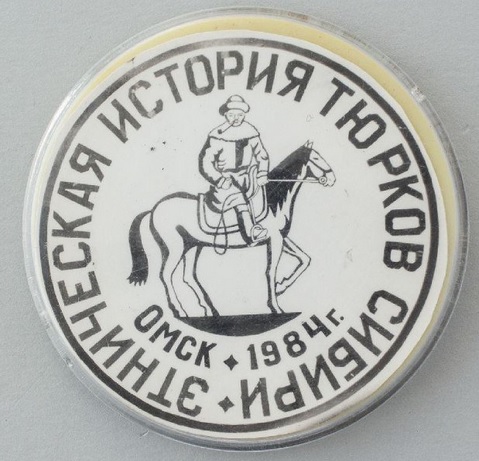 ЭТНИЧЕСКАЯ ИСТОРИЯ ТЮРКОВ СИБИРИ
ОМСК 1984г.